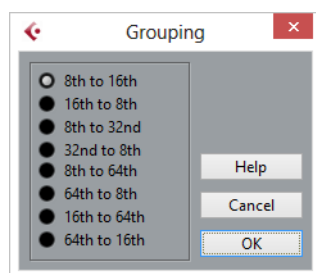 Grouping
8th to 16th
16th to 8th
8th to 32nd
32nd to 8th
8th to 64th
64th to 8th
16th to 64th
64th to 16th
Help
Cancel
OK